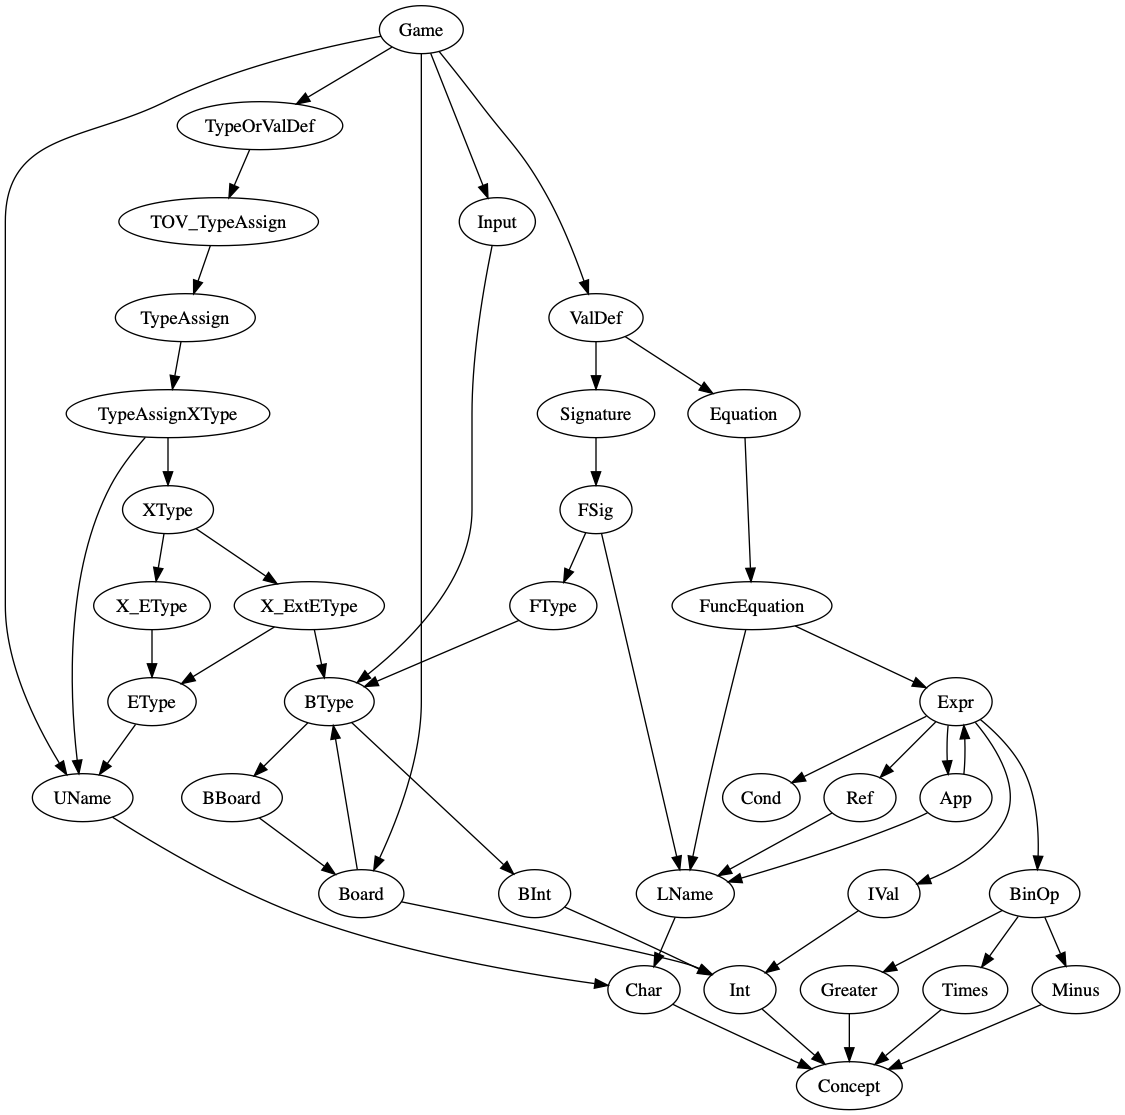 Game
TypeOrValDef
TOV_TypeAssign
Input
TypeAssign
ValDef
TypeAssignXType
Signature
Equation
XType
FSig
X_EType
X_ExtEType
FType
FuncEquation
EType
BType
Expr
UName
BBoard
Cond
Ref
App
Board
BInt
LName
IVal
BinOp
Char
Int
Greater
Times
Minus
Concept